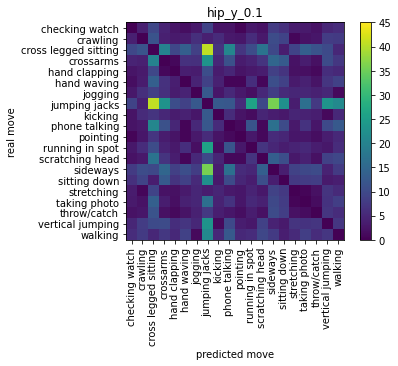 hip_y_0.1
checking watch
crawling
cross legged sitting
crossarms
hand clapping
hand waving
jogging
jumping jacks
kicking
phone talking
pointing
running in spot
scratching head
sideways
sitting down
stretching
taking photo
throw/catch
vertical jumping
walking
real move
checking watch
crawling
cross legged sitting
crossarms
hand clapping
hand waving
jogging
jumping jacks
kicking
phone talking
pointing
running in spot
scratching head
sideways
sitting down
stretching
taking photo
throw/catch
vertical jumping
walking
predicted move
45
40
35
30
25
20
15
10
5
0